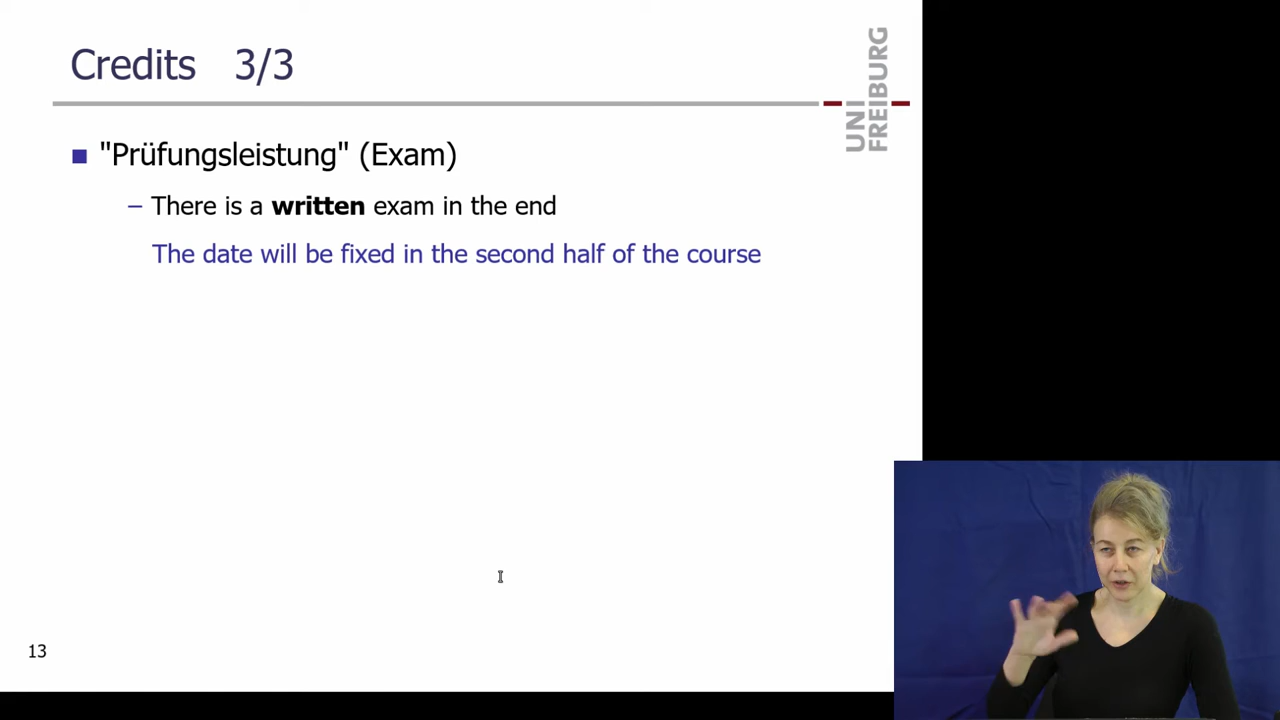 Credits 3/3
UNI
FREIBURG
"Prüfungsleistung" (Exam)
– There is a written exam in the end
The date will be fixed in the second half of the course
13